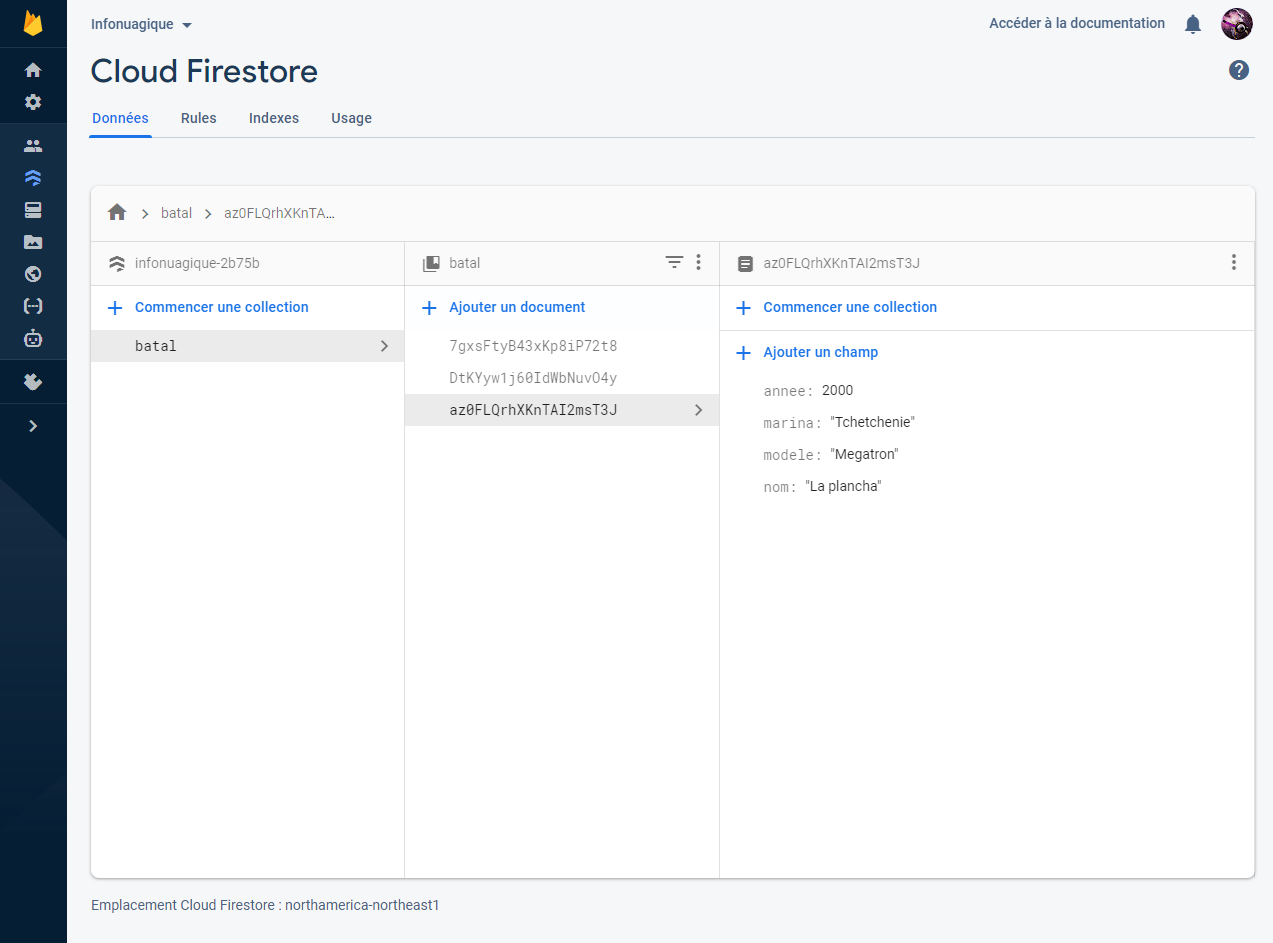 Infonuagique
Accéder à la documentation
Cloud Firestore
?
Données Rules Indexes Usage
batal az0FLQrhXKnTA...
infonuagique-2b75b
batal
az0FLQrhXKnTAI2msT3J
Commencer une collection
Ajouter un document
Commencer une collection
batal
7gxsFtyB43xKp8iP72t8
DtKYyw1j60IdWbNuvO4y
az0FLQrhXKnTAI2msT3J
Ajouter un champ
annee: 2000
marina: "Tchetchenie"
modele: "Megatron"
nom: "La plancha"
Emplacement Cloud Firestore : northamerica-northeast1